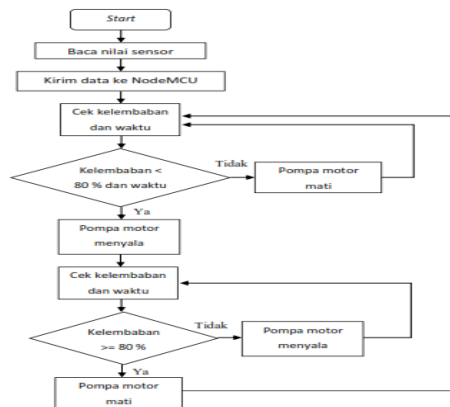 Start
Baca nilai sensor
Kirim data ke NodeMCU
Cek kelembaban
dan waktu
Kelembaban <
80 % dan waktu
Tidak
Pompa motor
mati
Ya
Pompa motor
menyala
Cek kelembaban
dan waktu
Kelembaban
>= 80 %
Tidak
Pompa motor
menyala
Ya
Pompa motor
mati